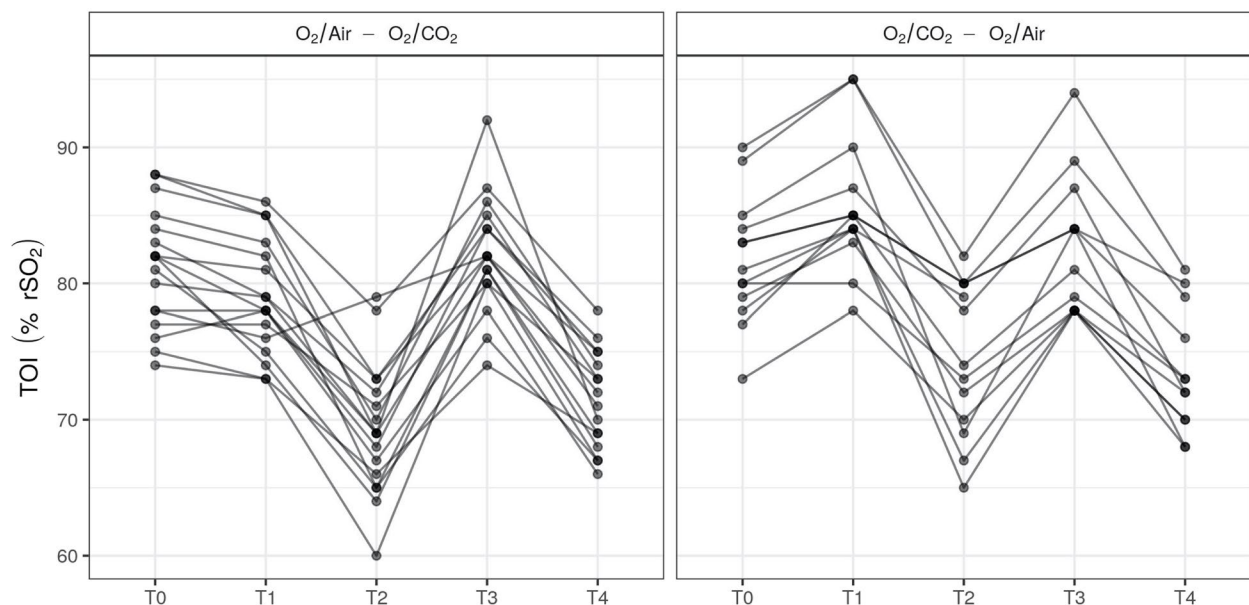 O₂/Air − O₂/CO₂
O₂/CO₂ − O₂/Air
TOI (% rSO₂)
90
80
70
60
T0 T1 T2 T3 T4
T0 T1 T2 T3 T4